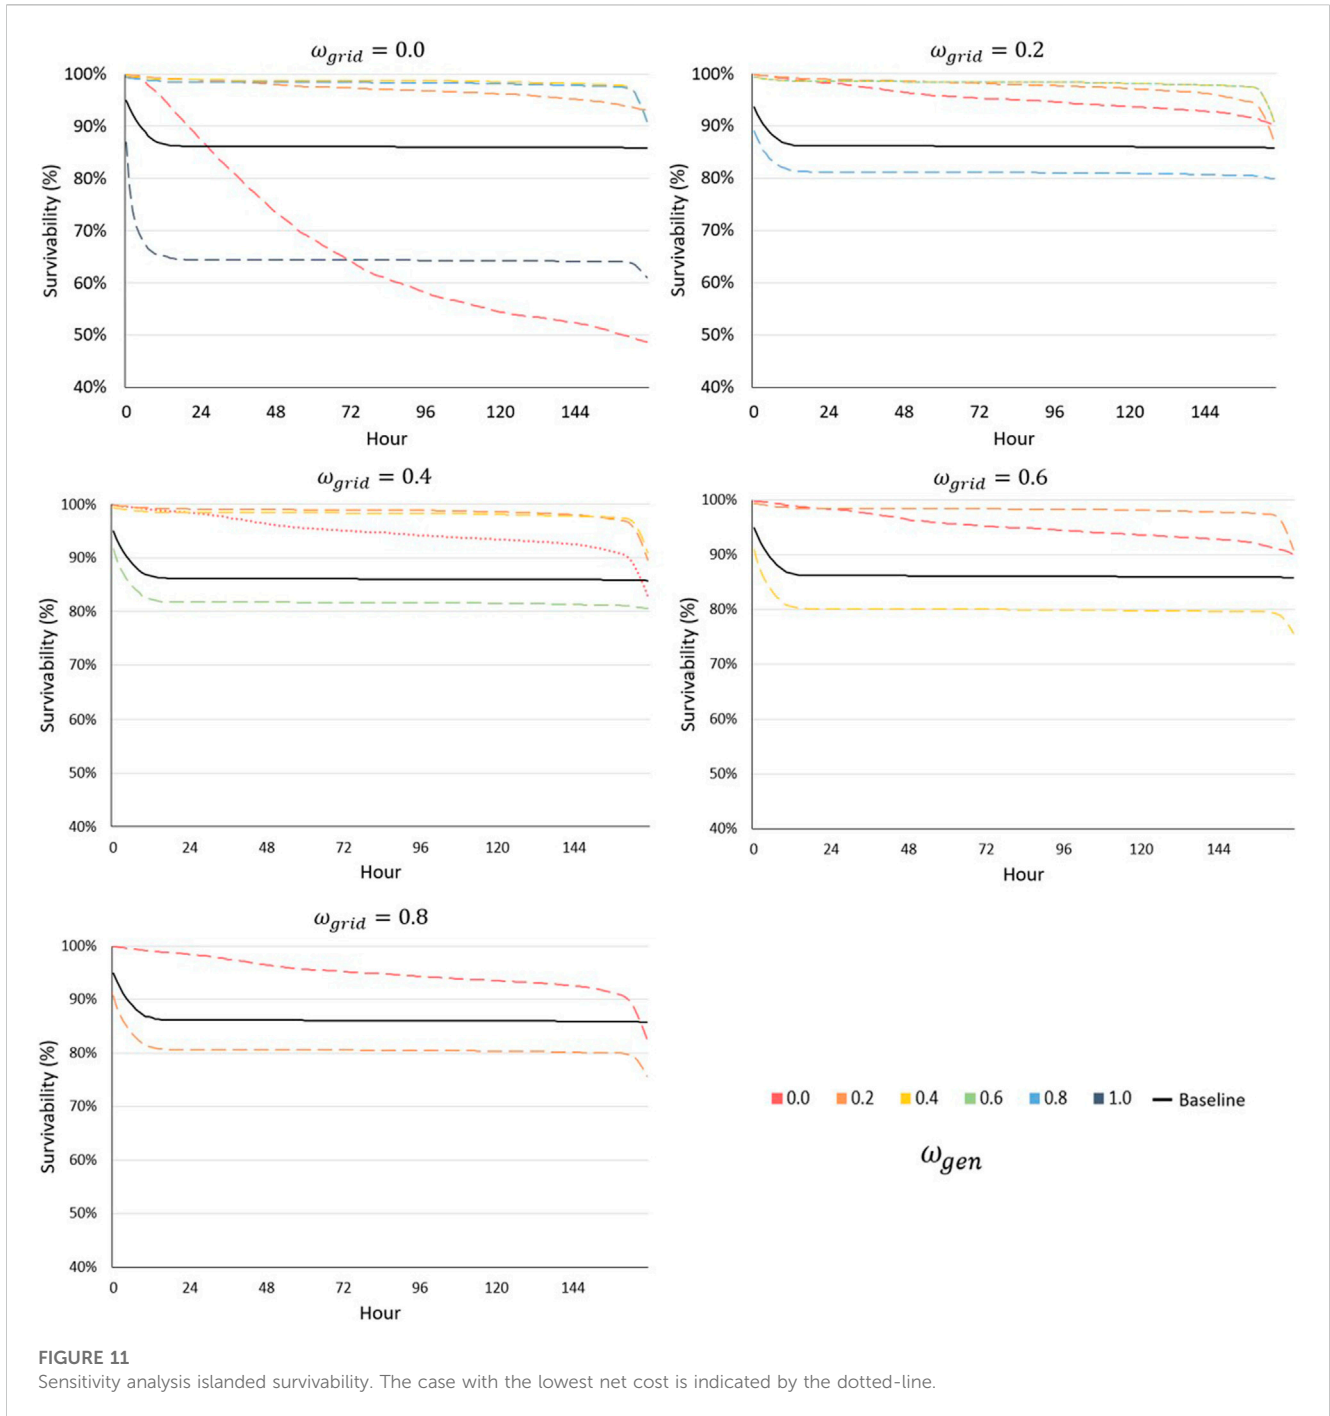 ω_grid = 0.0
100%
90%
80%
70%
60%
50%
40%
Survivability (%)
0 24 48 72 96 120 144
Hour
ω_grid = 0.2
100%
90%
80%
70%
60%
50%
40%
Survivability (%)
0 24 48 72 96 120 144
Hour
ω_grid = 0.4
100%
90%
80%
70%
60%
50%
40%
Survivability (%)
0 24 48 72 96 120 144
Hour
ω_grid = 0.6
100%
90%
80%
70%
60%
50%
40%
Survivability (%)
0 24 48 72 96 120 144
Hour
ω_grid = 0.8
100%
90%
80%
70%
60%
50%
40%
Survivability (%)
0 24 48 72 96 120 144
Hour
0.0 0.2 0.4 0.6 0.8 1.0 Baseline
ω_gen
FIGURE 11
Sensitivity analysis islanded survivability. The case with the lowest net cost is indicated by the dotted-line.